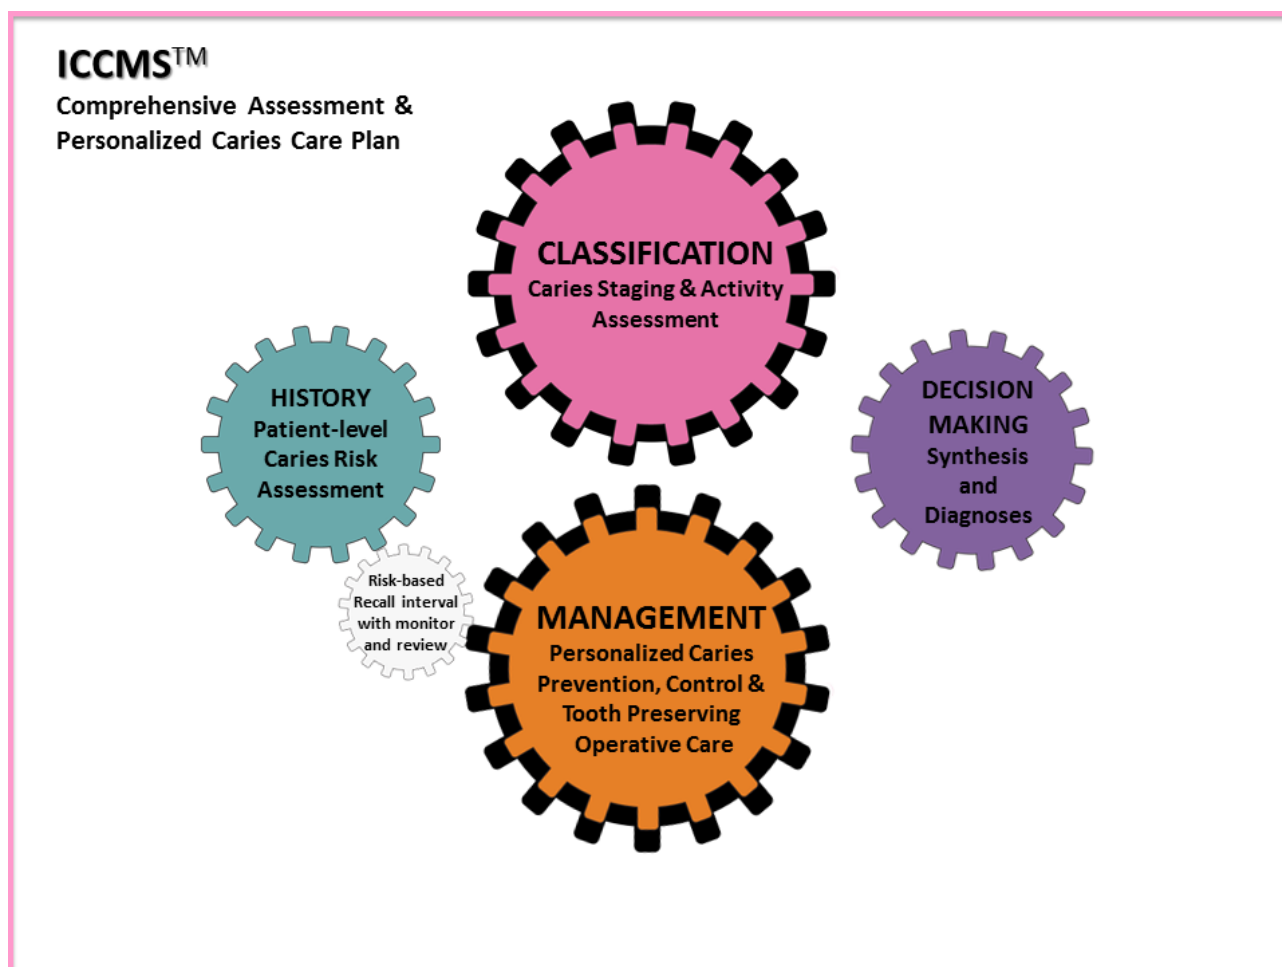 ICCMS™
Comprehensive Assessment &
Personalized Caries Care Plan
CLASSIFICATION
Caries Staging & Activity
Assessment
HISTORY
Patient-level
Caries Risk
Assessment
DECISION
MAKING
Synthesis
and
Diagnoses
Risk-based
Recall interval
with monitor
and review
MANAGEMENT
Personalized Caries
Prevention, Control &
Tooth Preserving
Operative Care